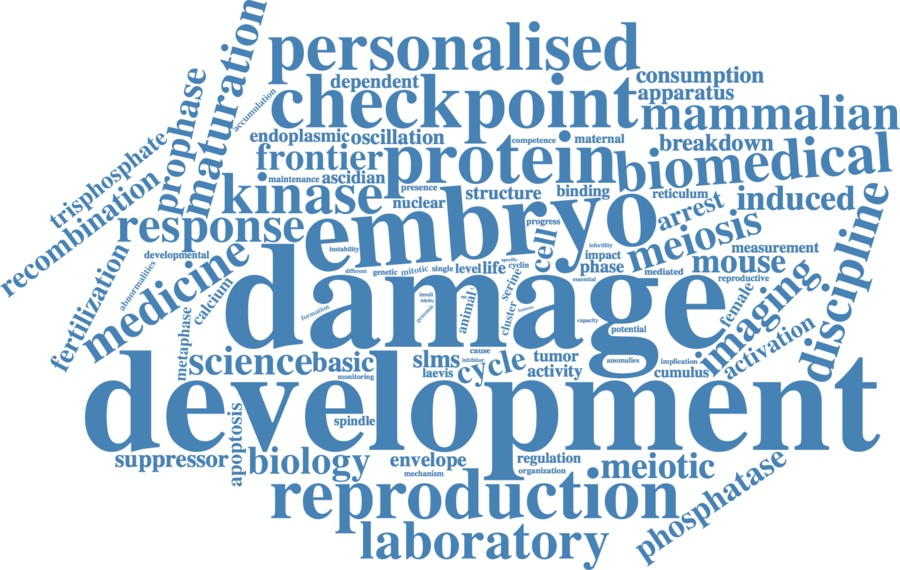 personalised
dependent
consumption
checkpoint
apparatus
accumulation
maturation
mammalian
prophase
endoplasmic oscillation
competence
maternal
breakdown
trisphosphate
frontier
protein
biomedical
maintenance
ascidian
presence
structure
binding
reticulum
recombination
kinase
nuclear
induced
arrest
response
embryo
progress
meiosis
discipline
developmental
instability
cell
infertility
impact
measurement
medicine
different
genetic
mitotic
single
level
life
specific
cyclin
phase
mediated
mouse
abnormalities
calcium
serine
essential
reproductive
fertilization
damage
formation
insult
fidelity
genomic
animal
cluster
human
capacity
potential
female
imaging
metaphase
science
basic
slms
cause
inhibitor
cycle
tumor
anomalies
implication
activation
monitoring
laevis
activity
cumulus
development
spindle
suppressor
apoptosis
biology
envelope
regulation
meiotic
mechanism
organization
reproduction
phosphatase
laboratory